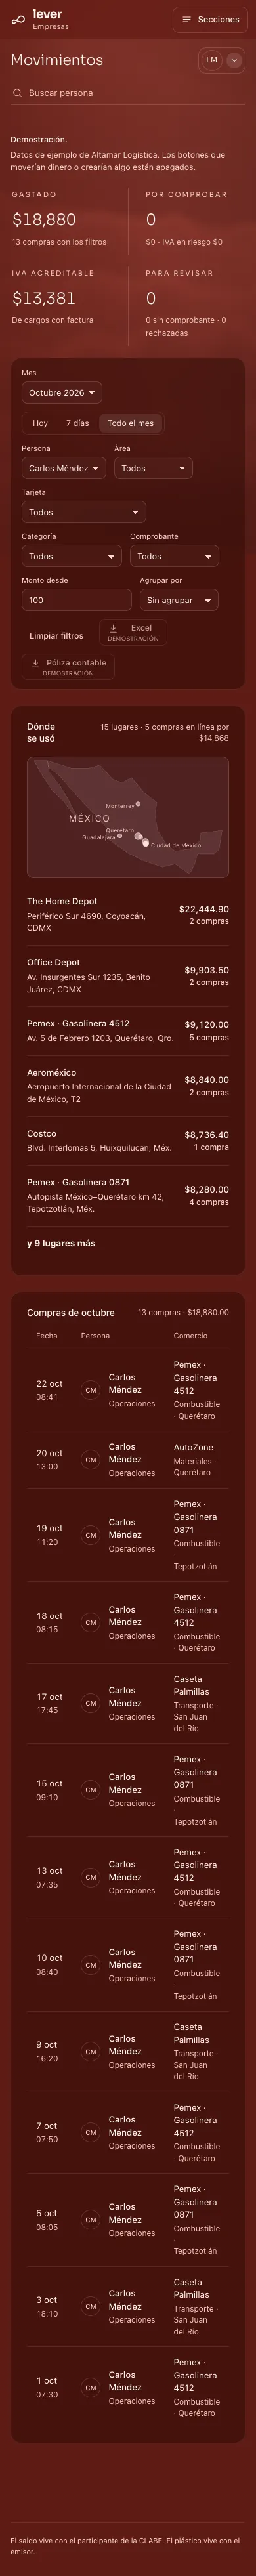 lever
Empresas
Secciones
Movimientos
LM
Buscar persona
Demostración.
Datos de ejemplo de Altamar Logística. Los botones que
moverían dinero o crearían algo están apagados.
GASTADO
$18,880
13 compras con los filtros
POR COMPROBAR
0
$0 · IVA en riesgo $0
IVA ACREDITABLE
$13,381
De cargos con factura
PARA REVISAR
0
0 sin comprobante · 0
rechazadas
Mes
Octubre 2026
Hoy
7 días
Todo el mes
Persona
Carlos Méndez
Área
Todos
Tarjeta
Todos
Categoría
Todos
Comprobante
Todos
Monto desde
100
Agrupar por
Sin agrupar
Limpiar filtros
Excel
DEMOSTRACIÓN
Póliza contable
DEMOSTRACIÓN
Dónde
se usó
15 lugares · 5 compras en línea por
$14,868
Monterrey
MÉXICO
Querétaro
Guadalajara
Ciudad de México
The Home Depot
Periférico Sur 4690, Coyoacán,
CDMX
$22,444.90
2 compras
Office Depot
Av. Insurgentes Sur 1235, Benito
Juárez, CDMX
$9,903.50
2 compras
Pemex · Gasolinera 4512
Av. 5 de Febrero 1203, Querétaro, Qro.
$9,120.00
5 compras
Aeroméxico
Aeropuerto Internacional de la Ciudad
de México, T2
$8,840.00
2 compras
Costco
Blvd. Interlomas 5, Huixquilucan, Méx.
$8,736.40
1 compra
Pemex · Gasolinera 0871
Autopista México–Querétaro km 42,
Tepotzotlán, Méx.
$8,280.00
4 compras
y 9 lugares más
Compras de octubre
13 compras · $18,880.00
Fecha
Persona
Comercio
22 oct
08:41
CM
Carlos
Méndez
Operaciones
Pemex ·
Gasolinera
4512
Combustible
· Querétaro
20 oct
13:00
CM
Carlos
Méndez
Operaciones
AutoZone
Materiales ·
Querétaro
19 oct
11:20
CM
Carlos
Méndez
Operaciones
Pemex ·
Gasolinera
0871
Combustible
·
Tepotzotlán
18 oct
08:15
CM
Carlos
Méndez
Operaciones
Pemex ·
Gasolinera
4512
Combustible
· Querétaro
17 oct
17:45
CM
Carlos
Méndez
Operaciones
Caseta
Palmillas
Transporte ·
San Juan
del Río
15 oct
09:10
CM
Carlos
Méndez
Operaciones
Pemex ·
Gasolinera
0871
Combustible
·
Tepotzotlán
13 oct
07:35
CM
Carlos
Méndez
Operaciones
Pemex ·
Gasolinera
4512
Combustible
· Querétaro
10 oct
08:40
CM
Carlos
Méndez
Operaciones
Pemex ·
Gasolinera
0871
Combustible
·
Tepotzotlán
9 oct
16:20
CM
Carlos
Méndez
Operaciones
Caseta
Palmillas
Transporte ·
San Juan
del Río
7 oct
07:50
CM
Carlos
Méndez
Operaciones
Pemex ·
Gasolinera
4512
Combustible
· Querétaro
5 oct
08:05
CM
Carlos
Méndez
Operaciones
Pemex ·
Gasolinera
0871
Combustible
·
Tepotzotlán
3 oct
18:10
CM
Carlos
Méndez
Operaciones
Caseta
Palmillas
Transporte ·
San Juan
del Río
1 oct
07:30
CM
Carlos
Méndez
Operaciones
Pemex ·
Gasolinera
4512
Combustible
· Querétaro
El saldo vive con el participante de la CLABE. El plástico vive con el
emisor.